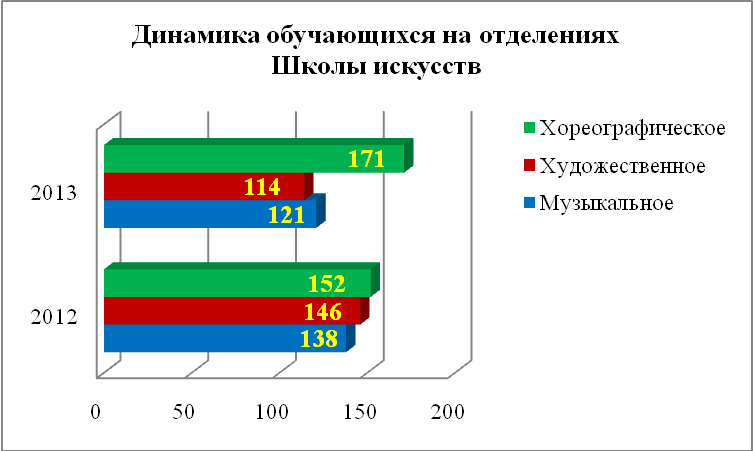 Динамика обучающихся на отделениях
Школы искусств
Хореографическое
Художественное
Музыкальное
2013
171
114
121
2012
152
146
138
0 50 100 150 200